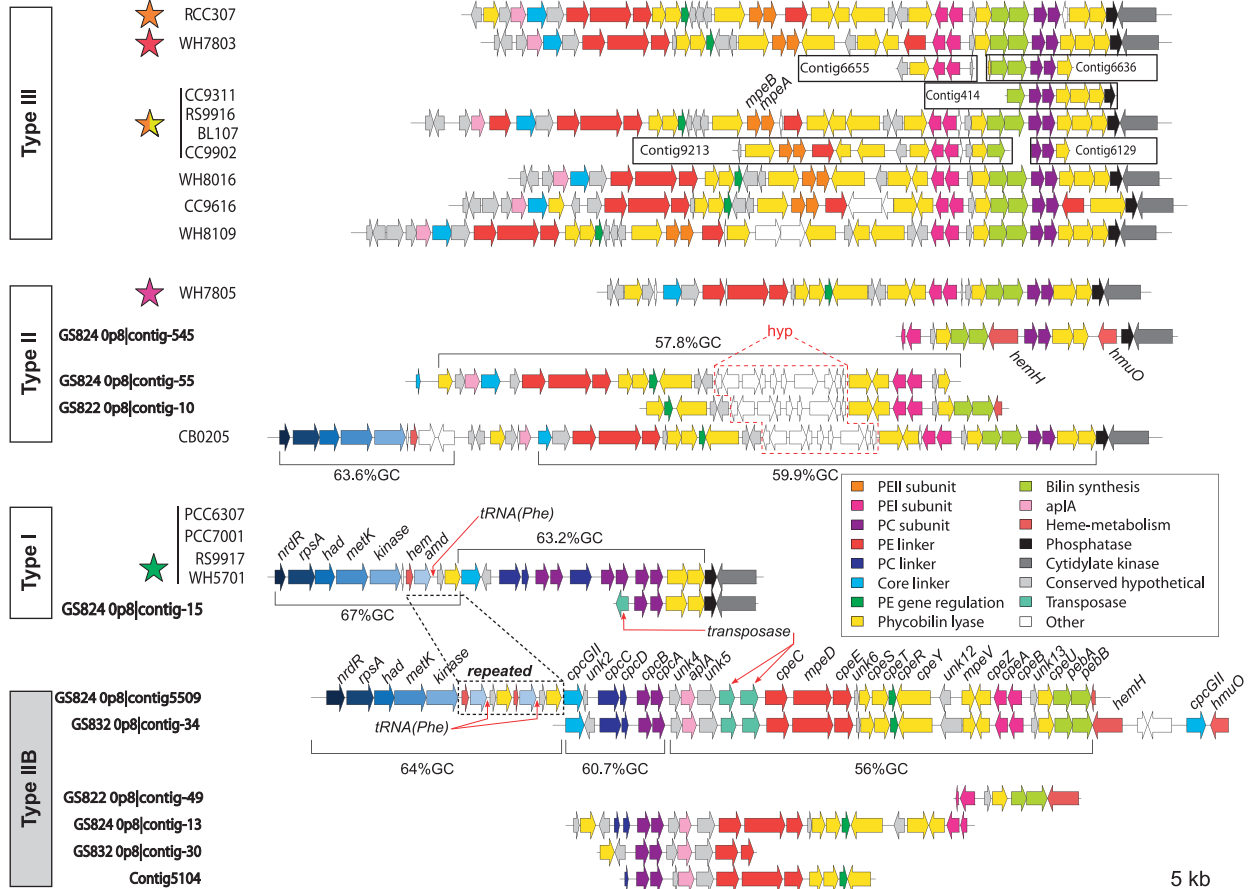 Type III
RCC307
WH7803
Contig6655
Contig6636
Contig414
mpeB
mpeA
CC9311
RS9916
BL107
CC9902
Contig9213
Contig6129
WH8016
CC9616
WH8109
Type II
WH7805
GS824 0p8|contig-545
hemH
hmuO
57.8%GC
hyp
GS824 0p8|contig-55
GS822 0p8|contig-10
CB0205
63.6%GC
59.9%GC
PEII subunit
PEI subunit
PC subunit
PE linker
PC linker
Core linker
PE gene regulation
Phycobilin lyase
Bilin synthesis
aplA
Heme-metabolism
Phosphatase
Cytidylate kinase
Conserved hypothetical
Transposase
Other
Type I
PCC6307
PCC7001
RS9917
WH5701
nrdR
rpsA
had
metK
kinase
hem
amd
tRNA(Phe)
63.2%GC
67%GC
GS824 0p8|contig-15
transposase
Type IIB
nrdR
rpsA
had
metK
kinase
repeated
cpcGII
unk2
cpcC
cpcD
cpcB
cpcA
unk4
aplA
unk5
cpeC
mpeD
cpeE
unk6
cpeS
cpeT
cpeR
cpeY
unk12
mpeV
cpeZ
cpeA
cpeB
unk13
cpeU
pebA
pebB
GS824 0p8|contig5509
tRNA(Phe)
GS832 0p8|contig-34
hemH
cpcGII
hmuO
64%GC
60.7%GC
56%GC
GS822 0p8|contig-49
GS824 0p8|contig-13
GS832 0p8|contig-30
Contig5104
5 kb